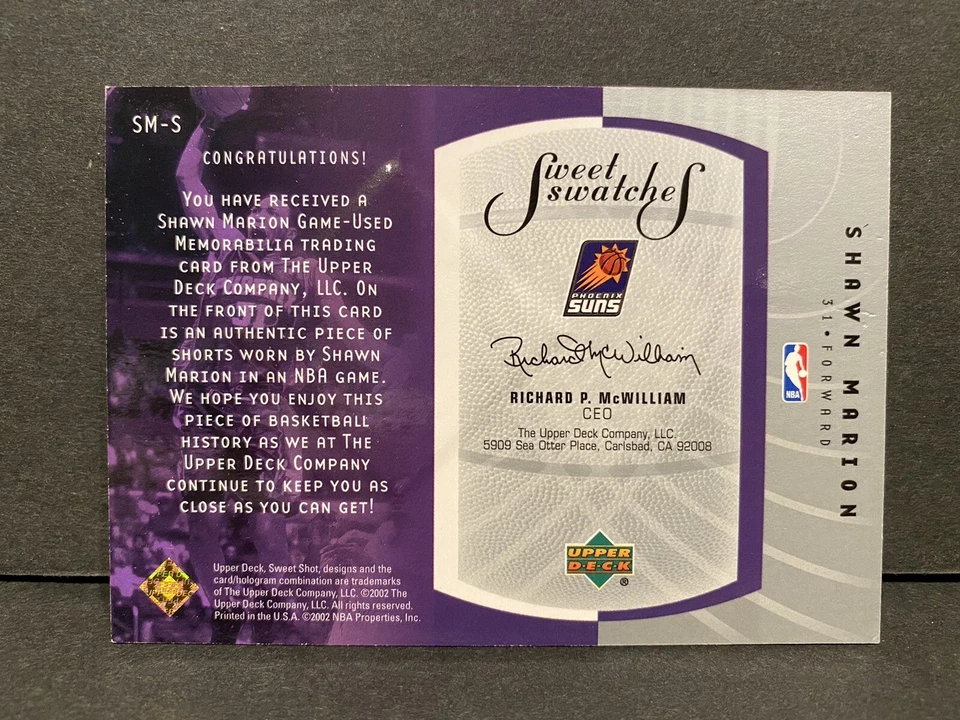 SM-S
CONGRATULATIONS!
YOU HAVE RECEIVED A
SHAWN MARION GAME-USED
MEMORABILIA TRADING
CARD FROM THE UPPER
DECK COMPANY, LLC. ON
THE FRONT OF THIS CARD
IS AN AUTHENTIC PIECE OF
SHORTS WORN BY SHAWN
MARION IN AN NBA GAME.
WE HOPE YOU ENJOY THIS
PIECE OF BASKETBALL
HISTORY AS WE AT THE
UPPER DECK COMPANY
CONTINUE TO KEEP YOU AS
CLOSE AS YOU CAN GET!
Upper Deck, Sweet Shot, designs and the
card/hologram combination are trademarks
of The Upper Deck Company, LLC. ©2002 The
Upper Deck Company, LLC. All rights reserved.
Printed in the U.S.A. ©2002 NBA Properties, Inc.
Sweet
swatches
PHOENIX
SUNS
Richard McWilliam
RICHARD P. McWILLIAM
CEO
The Upper Deck Company, LLC
5909 Sea Otter Place, Carlsbad, CA 92008
UPPER
D·E·C·K
®
SHAWN MARION
31 • FORWARD
NBA